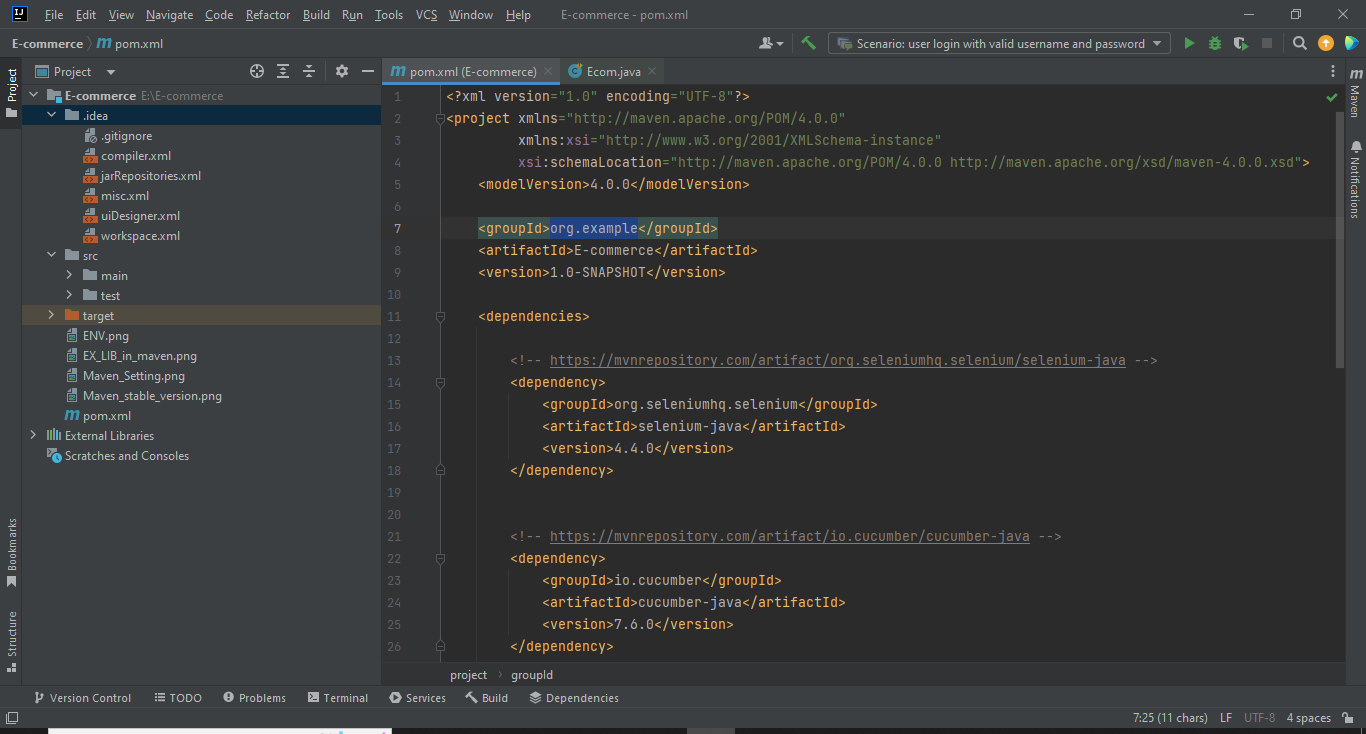 File Edit View Navigate Code Refactor Build Run Tools VCS Window Help E-commerce - pom.xml
E-commerce pom.xml
Scenario: user login with valid username and password
Project
Project
pom.xml (E-commerce)
Ecom.java
Maven
Notifications
E-commerce E:\E-commerce
.idea
.gitignore
compiler.xml
jarRepositories.xml
misc.xml
uiDesigner.xml
workspace.xml
src
main
test
target
ENV.png
EX_LIB_in_maven.png
Maven_Setting.png
Maven_stable_version.png
pom.xml
External Libraries
Scratches and Consoles
Bookmarks
Structure
1 <?xml version="1.0" encoding="UTF-8"?>
2 <project xmlns="http://maven.apache.org/POM/4.0.0"
3 xmlns:xsi="http://www.w3.org/2001/XMLSchema-instance"
4 xsi:schemaLocation="http://maven.apache.org/POM/4.0.0 http://maven.apache.org/xsd/maven-4.0.0.xsd">
5 <modelVersion>4.0.0</modelVersion>
6
7 <groupId>org.example</groupId>
8 <artifactId>E-commerce</artifactId>
9 <version>1.0-SNAPSHOT</version>
10
11 <dependencies>
12
13 <!-- https://mvnrepository.com/artifact/org.seleniumhq.selenium/selenium-java -->
14 <dependency>
15 <groupId>org.seleniumhq.selenium</groupId>
16 <artifactId>selenium-java</artifactId>
17 <version>4.4.0</version>
18 </dependency>
19
20
21 <!-- https://mvnrepository.com/artifact/io.cucumber/cucumber-java -->
22 <dependency>
23 <groupId>io.cucumber</groupId>
24 <artifactId>cucumber-java</artifactId>
25 <version>7.6.0</version>
26 </dependency>
project groupId
Version Control TODO Problems Terminal Services Build Dependencies
7:25 (11 chars) LF UTF-8 4 spaces